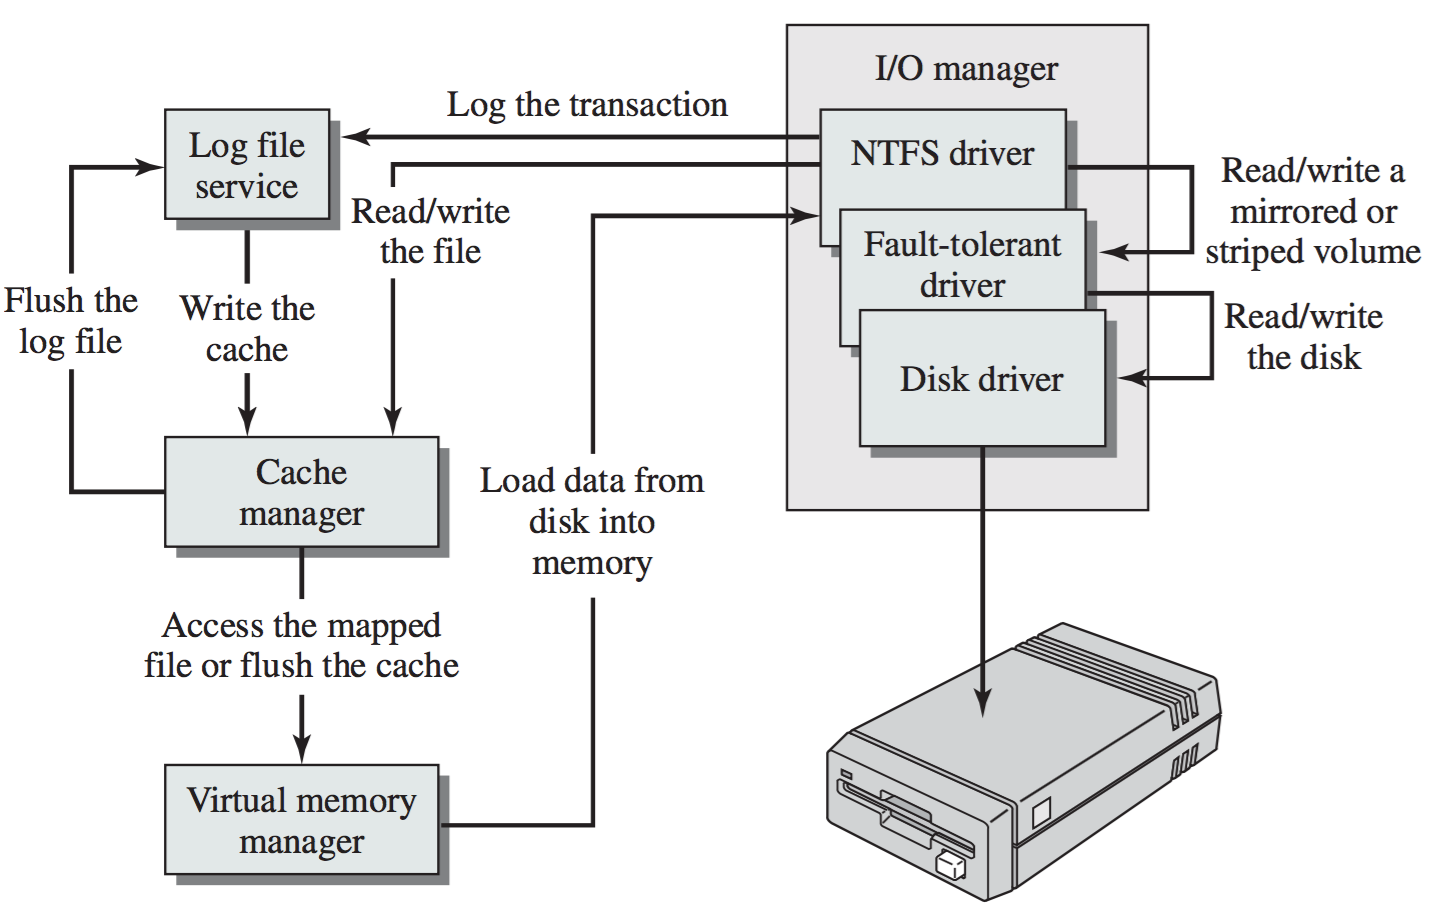 I/O manager
Log the transaction
Log file
service
NTFS driver
Read/write a
mirrored or
striped volume
Read/write
the file
Fault-tolerant
driver
Flush the
log file
Write the
cache
Read/write
the disk
Disk driver
Cache
manager
Load data from
disk into
memory
Access the mapped
file or flush the cache
Virtual memory
manager